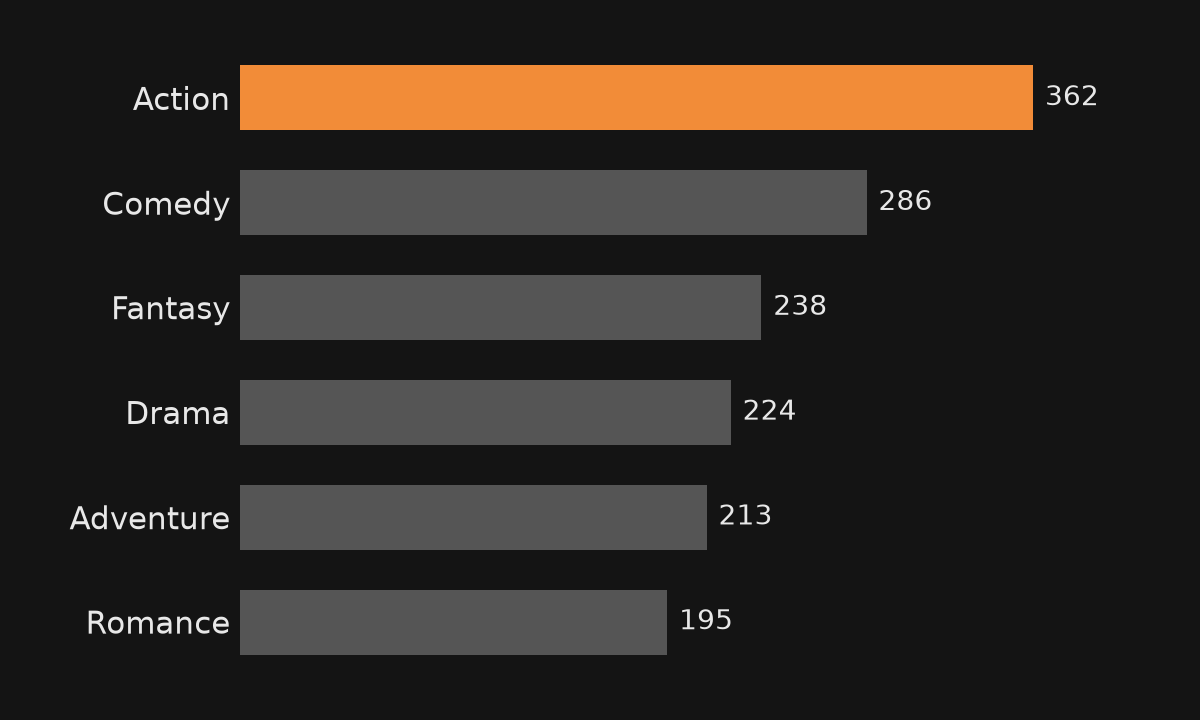 Action 362
Comedy 286
Fantasy 238
Drama 224
Adventure 213
Romance 195